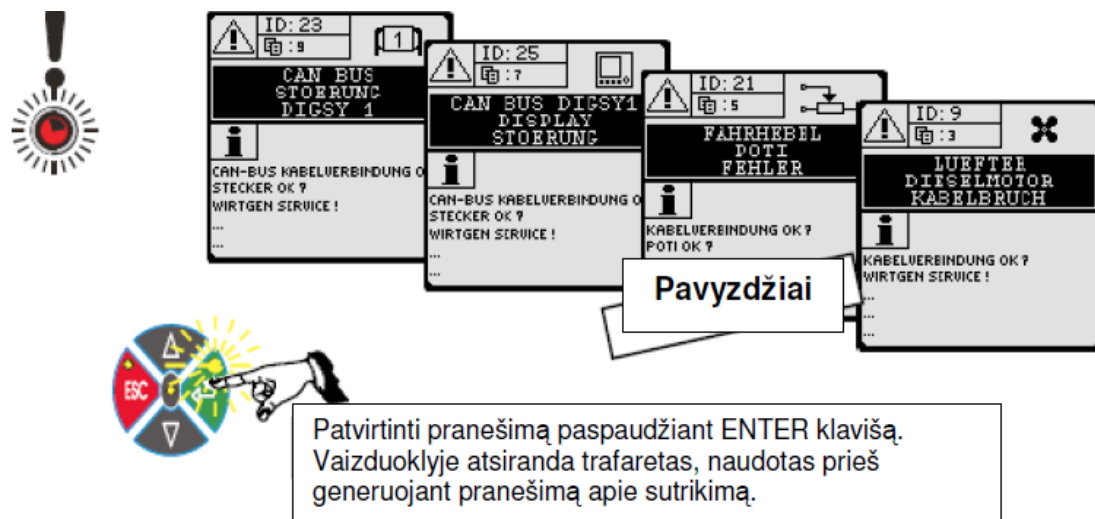 ID: 23
: 9
1
CAN BUS
STOERUNG
DIGSY 1
i
CAN-BUS KABELVERBINDUNG O
STECKER OK ?
WIRTGEN SERVICE !
...
...
ID: 25
: 7
CAN BUS DIGSY1
DISPLAY
STOERUNG
i
CAN-BUS KABELVERBINDUNG O
STECKER OK ?
WIRTGEN SERVICE !
...
...
ID: 21
: 5
FAHRHEBEL
POTI
FEHLER
i
KABELVERBINDUNG OK ?
POTI OK ?
ID: 9
: 3
LUEFTER
DIESELMOTOR
KABELBRUCH
i
KABELVERBINDUNG OK ?
WIRTGEN SERVICE !
...
...
...
Pavyzdžiai
ESC
Patvirtinti pranešimą paspaudžiant ENTER klavišą.
Vaizduoklyje atsiranda trafaretas, naudotas prieš
generuojant pranešimą apie sutrikimą.